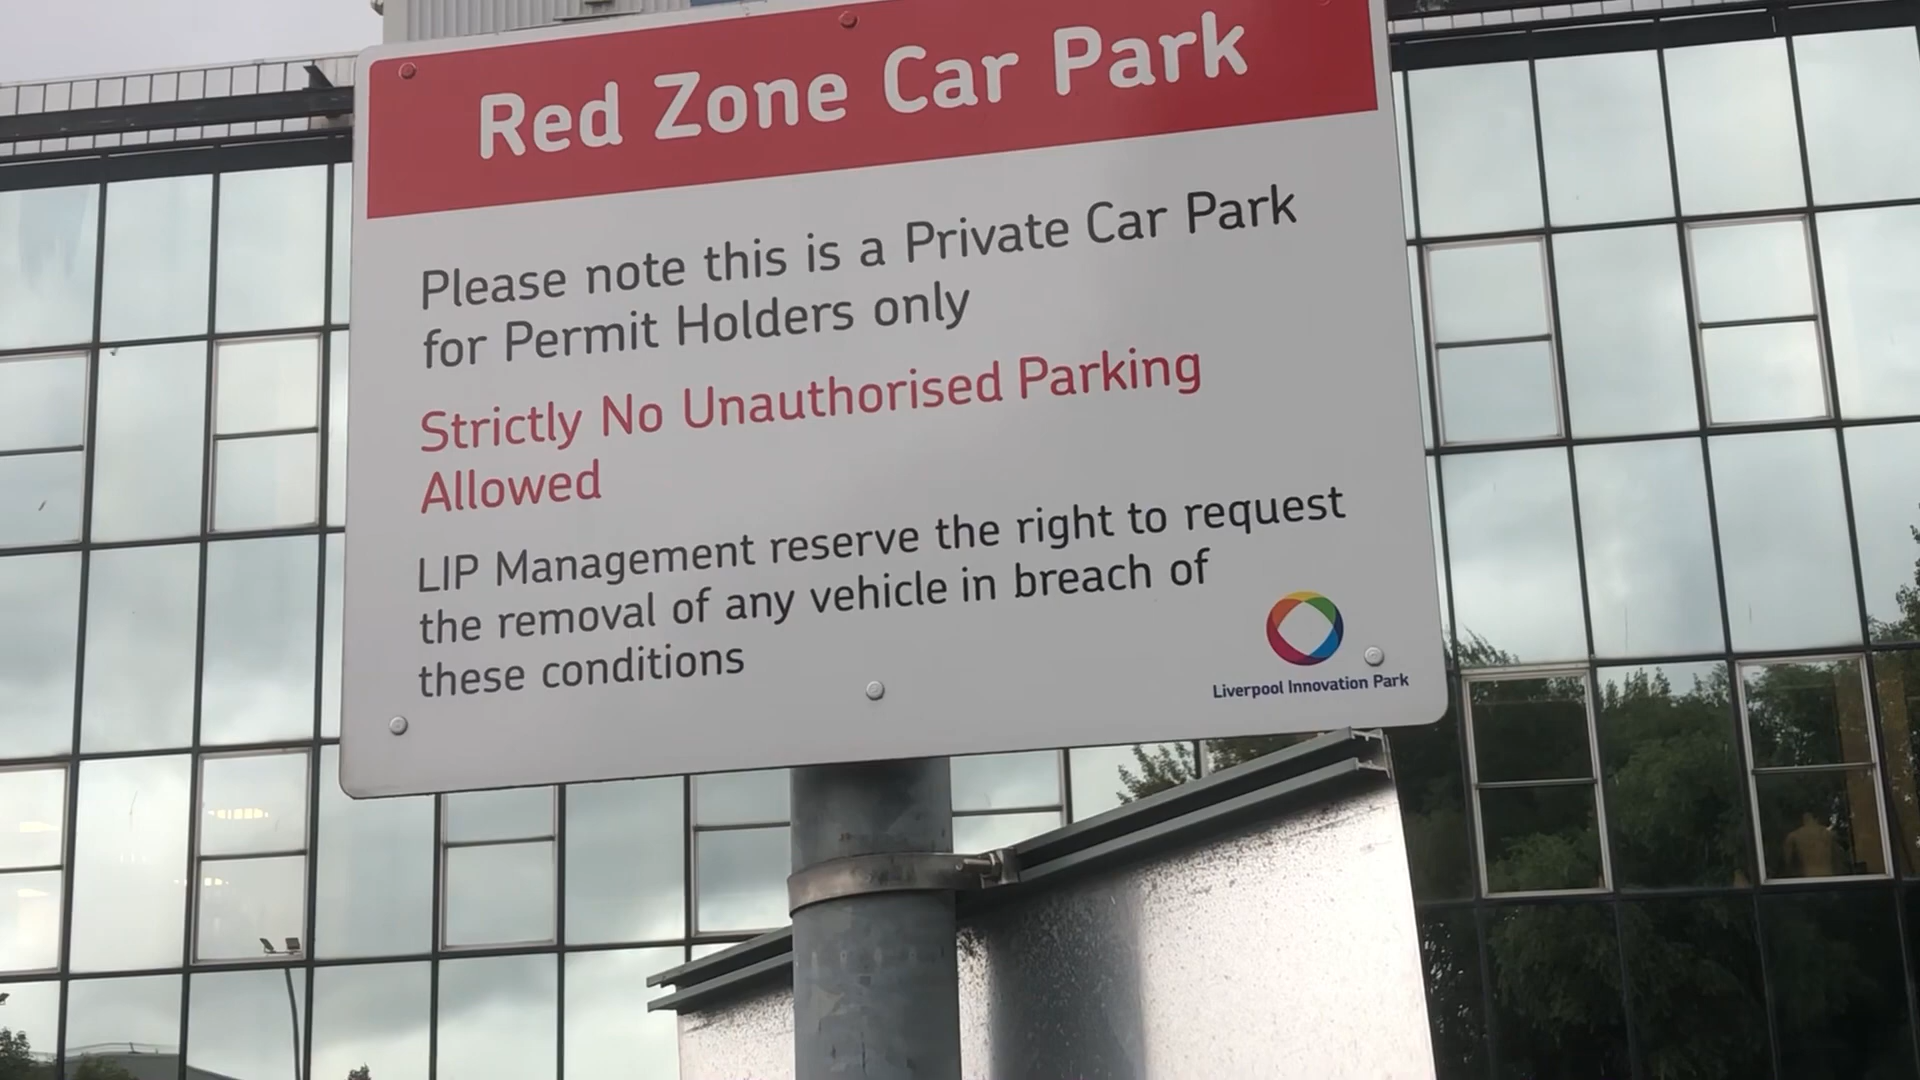 Red Zone Car Park
Please note this is a Private Car Park
for Permit Holders only
Strictly No Unauthorised Parking
Allowed
LIP Management reserve the right to request
the removal of any vehicle in breach of
these conditions
Liverpool Innovation Park